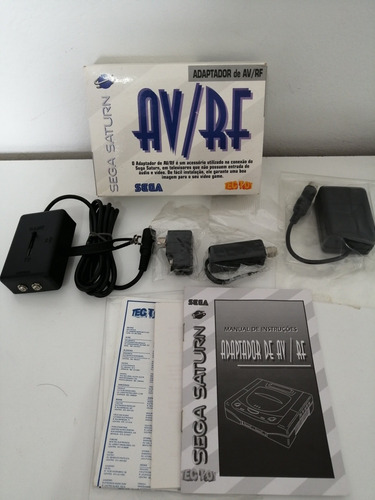 ADAPTADOR de AV/RF
SEGA SATURN
AV/RF
O Adaptador de AV/RF é um acessório utilizado na conexão do
Sega Saturn, em televisores que não possuem entrada de
áudio e vídeo. De fácil instalação, ele garante uma boa
imagem para o seu video game.
SEGA
TEC TOY
TEC TOY
SEGA
MANUAL DE INSTRUÇÕES
ADAPTADOR DE AV / RF
SEGA SATURN
TEC TOY